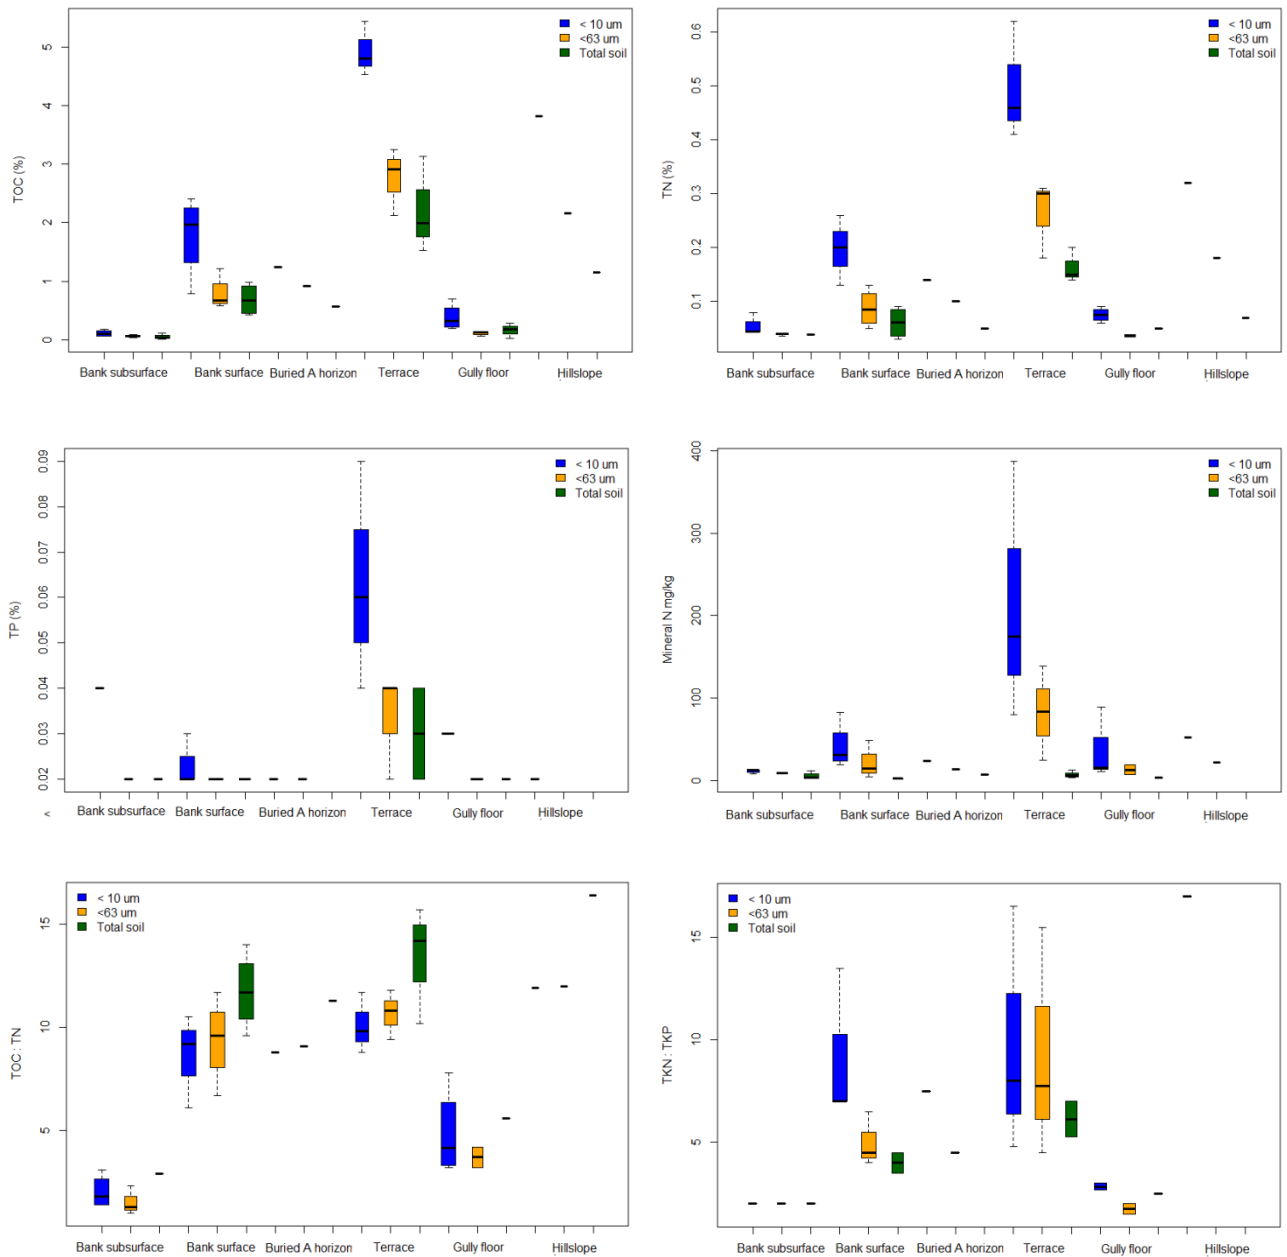 < 10 um
<63 um
Total soil
5
4
3
2
1
0
TOC (%)
Bank subsurface Bank surface Buried A horizon Terrace Gully floor Hillslope
< 10 um
<63 um
Total soil
0.6
0.5
0.4
0.3
0.2
0.1
TN (%)
Bank subsurface Bank surface Buried A horizon Terrace Gully floor Hillslope
< 10 um
<63 um
Total soil
0.09
0.08
0.07
0.06
0.05
0.04
0.03
0.02
<
TP (%)
Bank subsurface Bank surface Buried A horizon Terrace Gully floor Hillslope
< 10 um
<63 um
Total soil
400
300
200
100
0
Mineral N mg/kg
Bank subsurface Bank surface Buried A horizon Terrace Gully floor Hillslope
< 10 um
<63 um
Total soil
15
10
5
TOC : TN
Bank subsurface Bank surface Buried A horizon Terrace Gully floor Hillslope
< 10 um
<63 um
Total soil
15
10
5
TKN : TKP
Bank subsurface Bank surface Buried A horizon Terrace Gully floor Hillslope